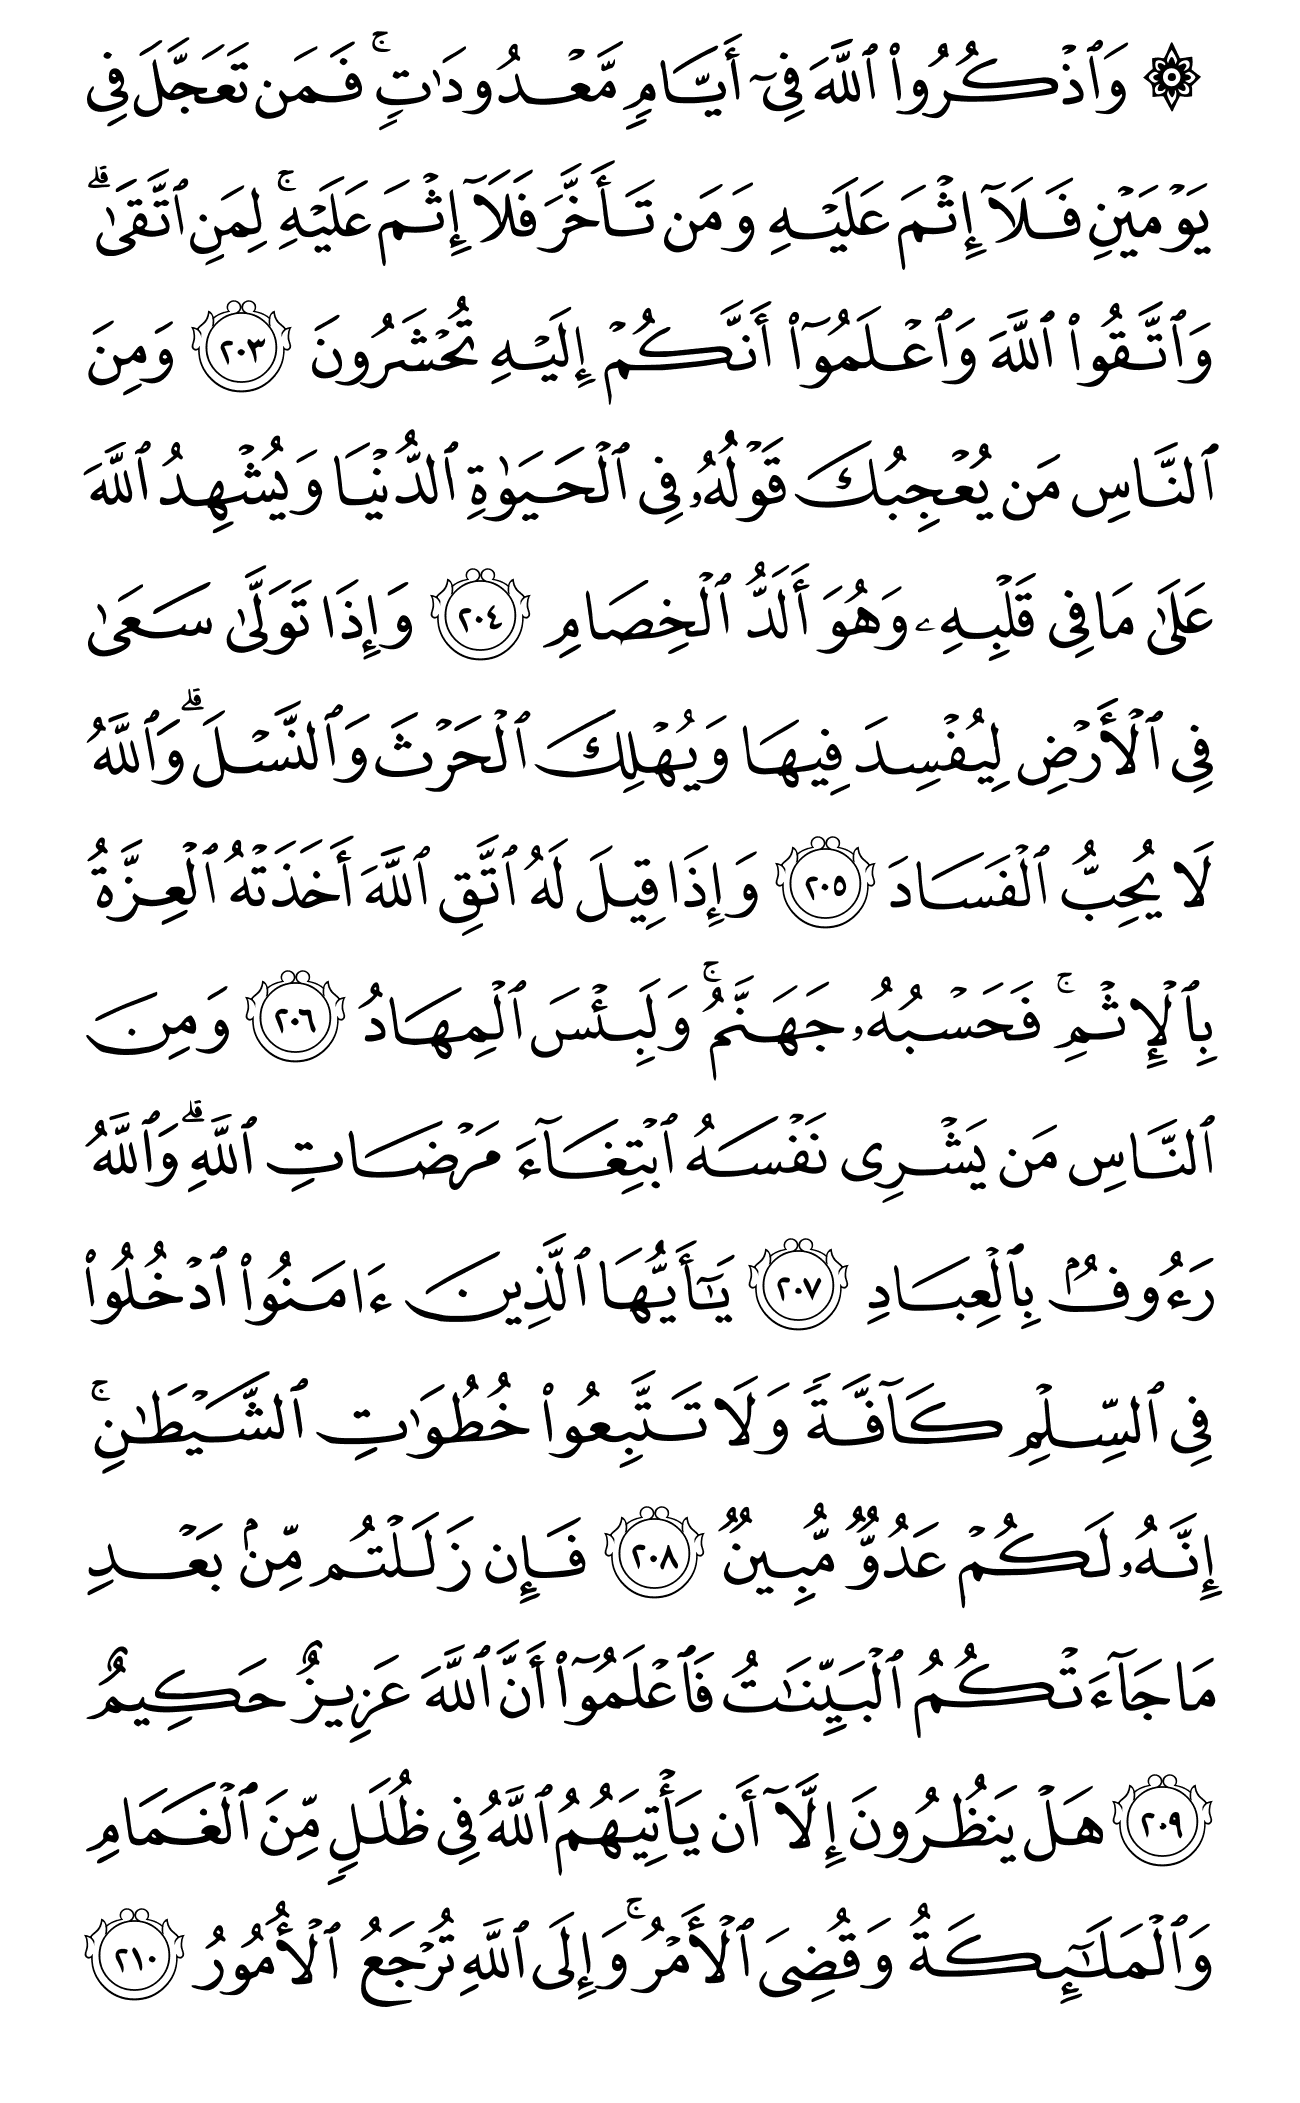 ۞ وَٱذۡكُرُواْ ٱللَّهَ فِيٓ أَيَّامٖ مَّعۡدُودَٰتٖۚ فَمَن تَعَجَّلَ فِي
يَوۡمَيۡنِ فَلَآ إِثۡمَ عَلَيۡهِ وَمَن تَأَخَّرَ فَلَآ إِثۡمَ عَلَيۡهِۚ لِمَنِ ٱتَّقَىٰۗ
وَٱتَّقُواْ ٱللَّهَ وَٱعۡلَمُوٓاْ أَنَّكُمۡ إِلَيۡهِ تُحۡشَرُونَ ٢٠٣ وَمِنَ
ٱلنَّاسِ مَن يُعۡجِبُكَ قَوۡلُهُۥ فِي ٱلۡحَيَوٰةِ ٱلدُّنۡيَا وَيُشۡهِدُ ٱللَّهَ
عَلَىٰ مَا فِي قَلۡبِهِۦ وَهُوَ أَلَدُّ ٱلۡخِصَامِ ٢٠٤ وَإِذَا تَوَلَّىٰ سَعَىٰ
فِي ٱلۡأَرۡضِ لِيُفۡسِدَ فِيهَا وَيُهۡلِكَ ٱلۡحَرۡثَ وَٱلنَّسۡلَۗ وَٱللَّهُ
لَا يُحِبُّ ٱلۡفَسَادَ ٢٠٥ وَإِذَا قِيلَ لَهُ ٱتَّقِ ٱللَّهَ أَخَذَتۡهُ ٱلۡعِزَّةُ
بِٱلۡإِثۡمِۚ فَحَسۡبُهُۥ جَهَنَّمُۚ وَلَبِئۡسَ ٱلۡمِهَادُ ٢٠٦ وَمِنَ
ٱلنَّاسِ مَن يَشۡرِي نَفۡسَهُ ٱبۡتِغَآءَ مَرۡضَاتِ ٱللَّهِۗ وَٱللَّهُ
رَءُوفُۢ بِٱلۡعِبَادِ ٢٠٧ يَٰٓأَيُّهَا ٱلَّذِينَ ءَامَنُواْ ٱدۡخُلُواْ
فِي ٱلسِّلۡمِ كَآفَّةٗ وَلَا تَتَّبِعُواْ خُطُوَٰتِ ٱلشَّيۡطَٰنِۚ
إِنَّهُۥ لَكُمۡ عَدُوّٞ مُّبِينٞ ٢٠٨ فَإِن زَلَلۡتُم مِّنۢ بَعۡدِ
مَا جَآءَتۡكُمُ ٱلۡبَيِّنَٰتُ فَٱعۡلَمُوٓاْ أَنَّ ٱللَّهَ عَزِيزٌ حَكِيمٌ
٢٠٩ هَلۡ يَنظُرُونَ إِلَّآ أَن يَأۡتِيَهُمُ ٱللَّهُ فِي ظُلَلٖ مِّنَ ٱلۡغَمَامِ
وَٱلۡمَلَٰٓئِكَةُ وَقُضِيَ ٱلۡأَمۡرُۚ وَإِلَى ٱللَّهِ تُرۡجَعُ ٱلۡأُمُورُ ٢١٠